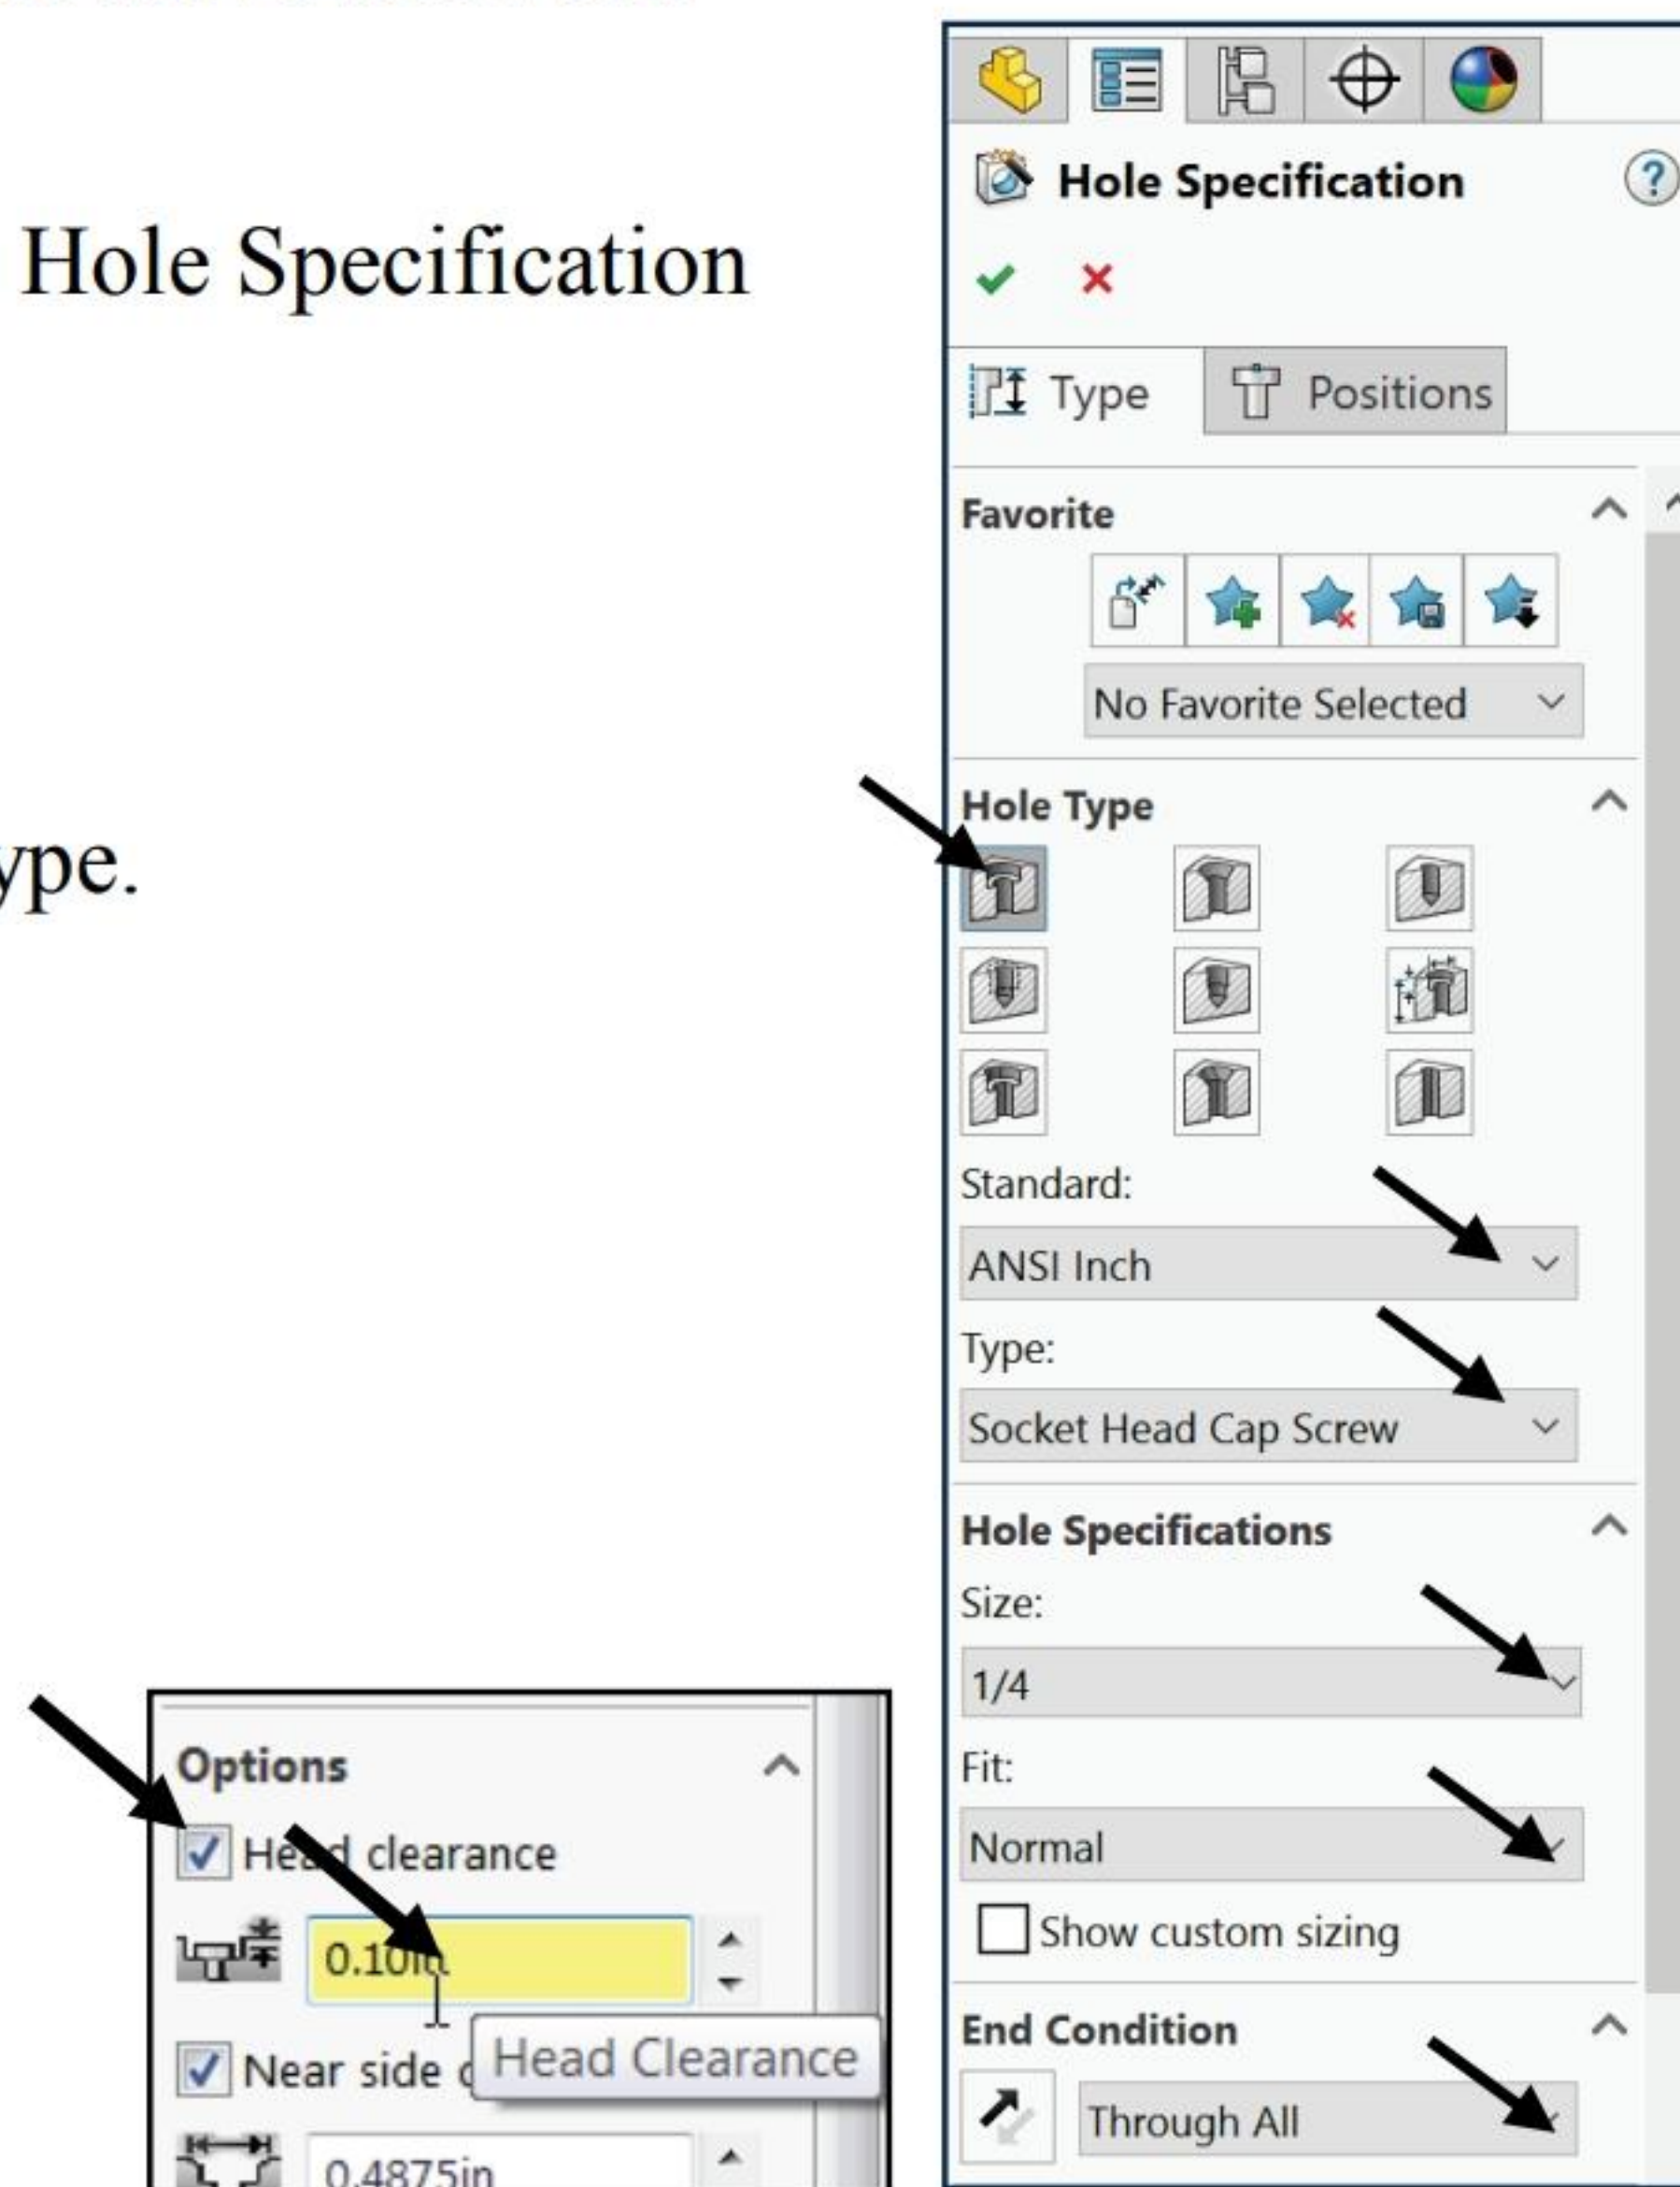 Hole Specification
ype.
Hole Specification
?
Type
Positions
Favorite
No Favorite Selected
Hole Type
Standard:
ANSI Inch
Type:
Socket Head Cap Screw
Hole Specifications
Size:
1/4
Fit:
Normal
Show custom sizing
End Condition
Through All
Options
Head clearance
0.10in
Near side
Head Clearance
0.4875in